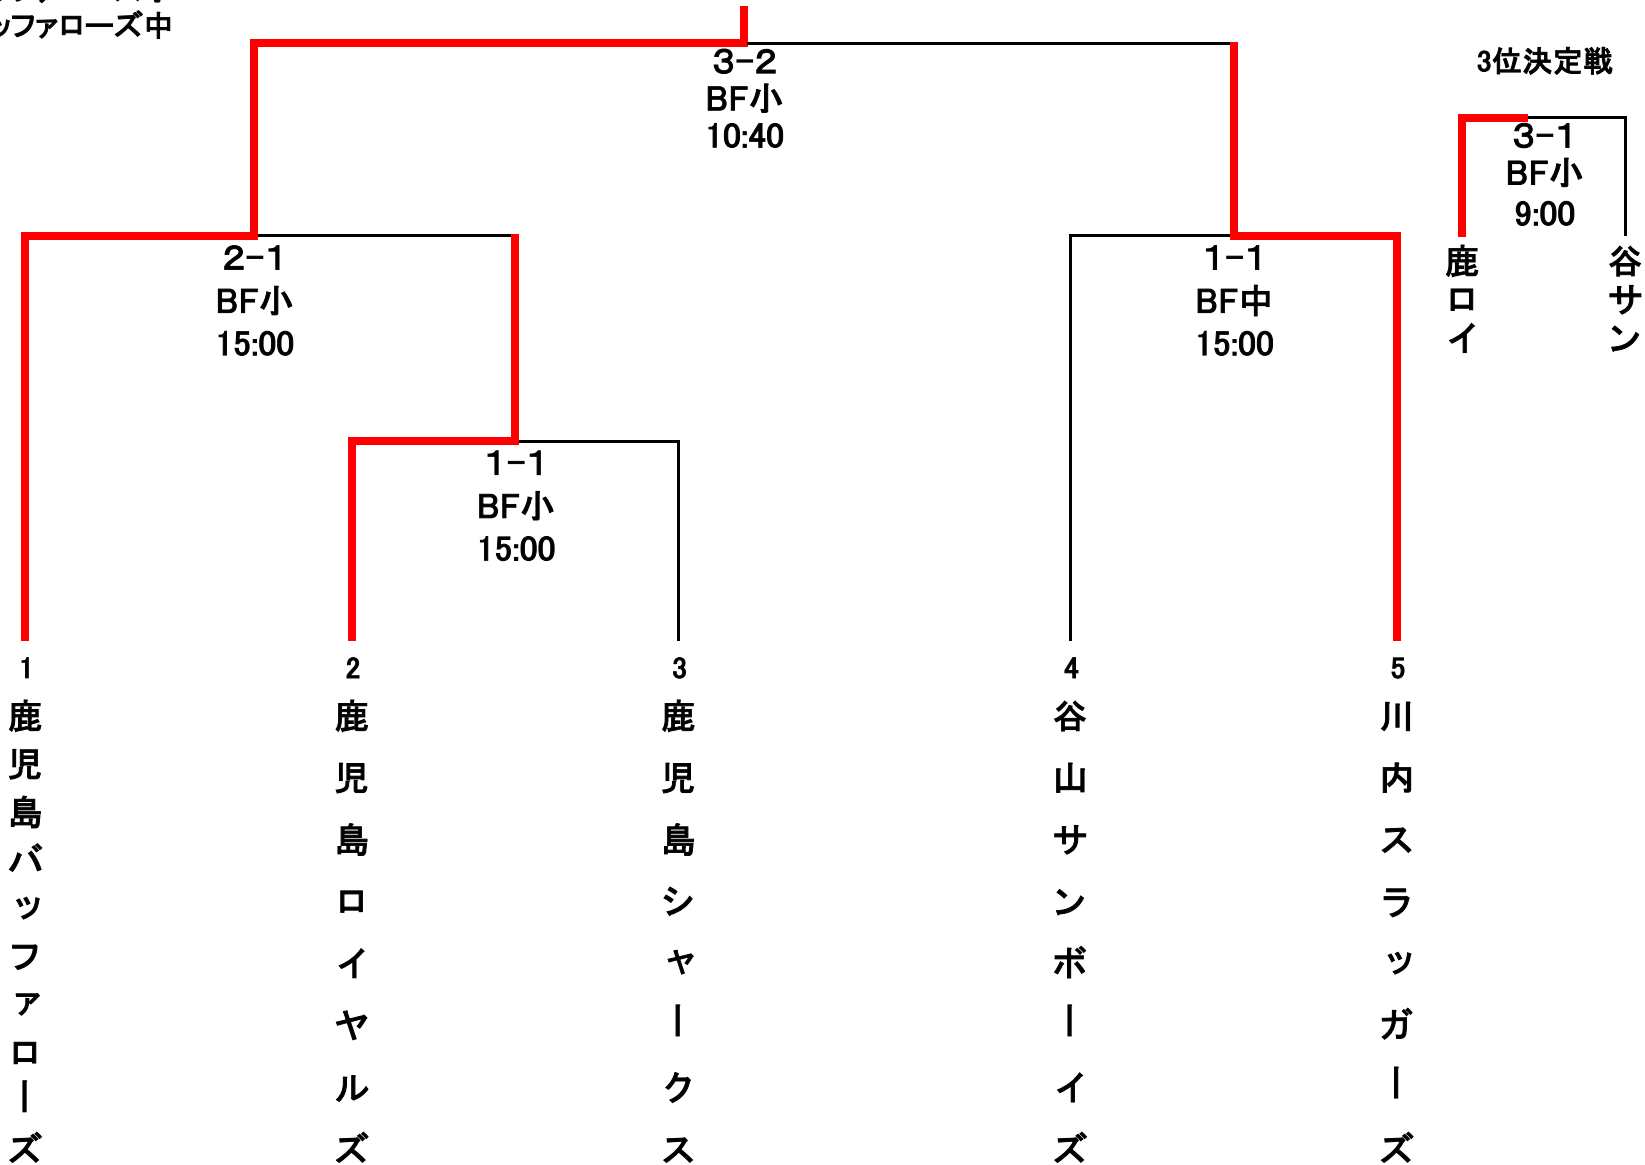 ッファローズ中
3-2
BF小
10:40
3位決定戦
3-1
BF小
9:00
鹿ロイ
谷サン
2-1
BF小
15:00
1-1
BF中
15:00
1-1
BF小
15:00
1
鹿児島バッファローズ
2
鹿児島ロイヤルズ
3
鹿児島シャークス
4
谷山サンボーイズ
5
川内スラッガーズ